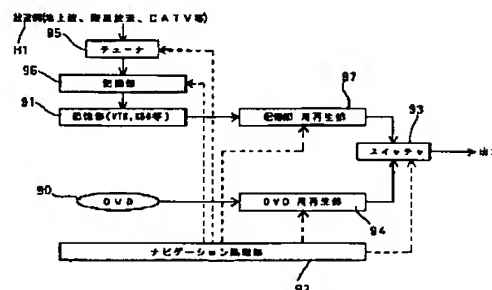 放送網(地上波、衛星放送、CATV等)
H1
95
チューナ
96
記録部
91
記憶部(VTR,HDD等)
97
記憶部 用再生部
93
スイッチャ
出力
90
DVD
DVD 用再生部
94
ナビゲーション処理部
92